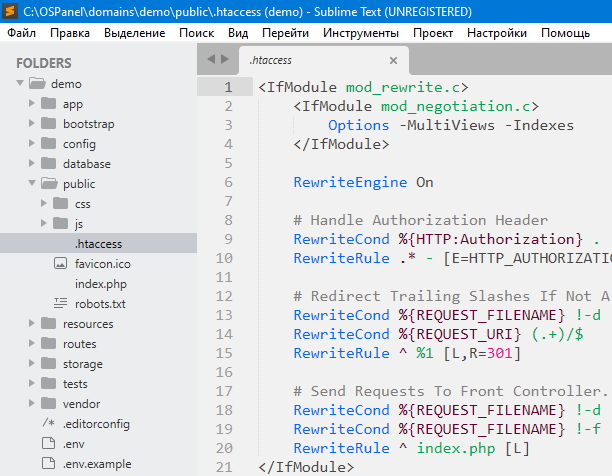 C:\OSPanel\domains\demo\public\.htaccess (demo) - Sublime Text (UNREGISTERED)
Файл Правка Выделение Поиск Вид Перейти Инструменты Проект Настройки Помощь
FOLDERS
demo
app
bootstrap
config
database
public
css
js
.htaccess
favicon.ico
index.php
robots.txt
resources
routes
storage
tests
vendor
/* .editorconfig
.env
.env.example
.htaccess ×
1 <IfModule mod_rewrite.c>
2 <IfModule mod_negotiation.c>
3 Options -MultiViews -Indexes
4 </IfModule>
5
6 RewriteEngine On
7
8 # Handle Authorization Header
9 RewriteCond %{HTTP:Authorization} .
10 RewriteRule .* - [E=HTTP_AUTHORIZATI
11
12 # Redirect Trailing Slashes If Not A
13 RewriteCond %{REQUEST_FILENAME} !-d
14 RewriteCond %{REQUEST_URI} (.+)/$
15 RewriteRule ^ %1 [L,R=301]
16
17 # Send Requests To Front Controller.
18 RewriteCond %{REQUEST_FILENAME} !-d
19 RewriteCond %{REQUEST_FILENAME} !-f
20 RewriteRule ^ index.php [L]
21 </IfModule>